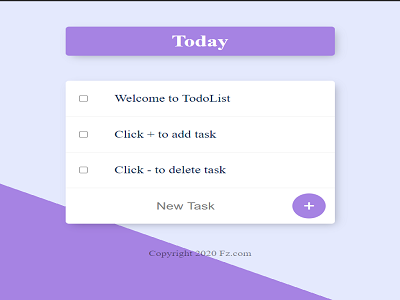 Today
Welcome to TodoList
Click + to add task
Click - to delete task
New Task
+
Copyright 2020 Fz.com